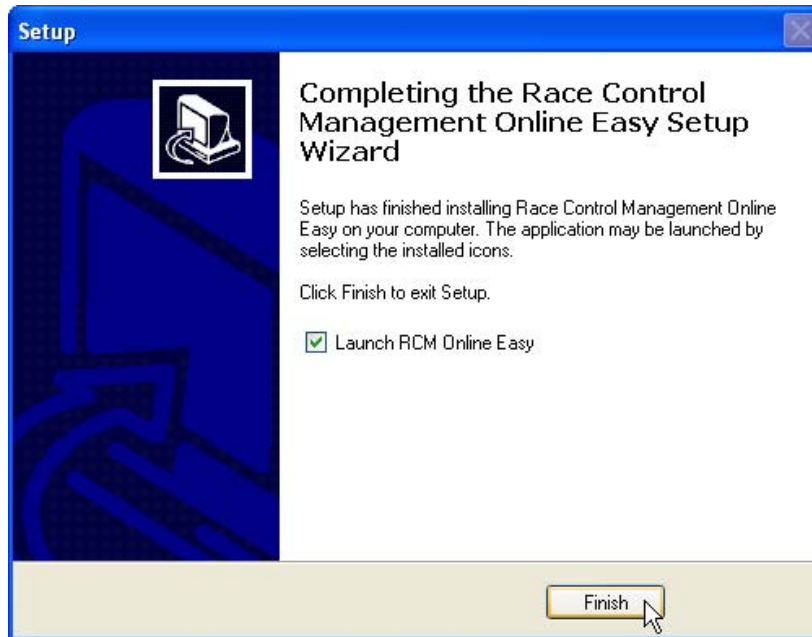 Setup
Completing the Race Control
Management Online Easy Setup
Wizard
Setup has finished installing Race Control Management Online
Easy on your computer. The application may be launched by
selecting the installed icons.
Click Finish to exit Setup.
Launch RCM Online Easy
Finish